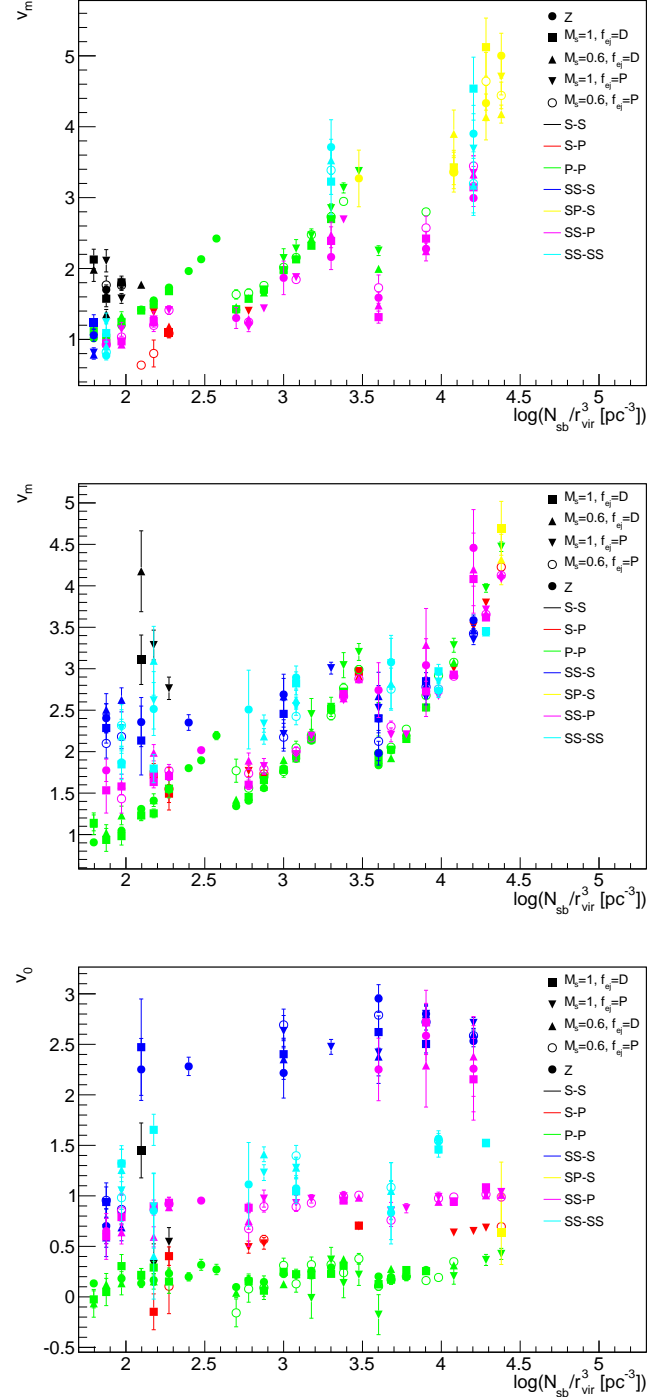 v_m
5
4
3
2
1
Z
M_s=1, f_ej=D
M_s=0.6, f_ej=D
M_s=1, f_ej=P
M_s=0.6, f_ej=P
S-S
S-P
P-P
SS-S
SP-S
SS-P
SS-SS
2 2.5 3.0 3.5 4 4.5 5
log(N_sb/r^3_vir [pc^-3])
v_m
5
4.5
4
3.5
3
2.5
2
1.5
1
M_s=1, f_ej=D
M_s=0.6, f_ej=D
M_s=1, f_ej=P
M_s=0.6, f_ej=P
Z
S-S
S-P
P-P
SS-S
SP-S
SS-P
SS-SS
2 2.5 3.0 3.5 4 4.5 5
log(N_sb/r^3_vir [pc^-3])
v_0
3
2.5
2
1.5
1
0.5
0
-0.5
M_s=1, f_ej=D
M_s=1, f_ej=P
M_s=0.6, f_ej=D
M_s=0.6, f_ej=P
Z
S-S
S-P
P-P
SS-S
SP-S
SS-P
SS-SS
2 2.5 3.0 3.5 4 4.5 5
log(N_sb/r^3_vir [pc^-3])